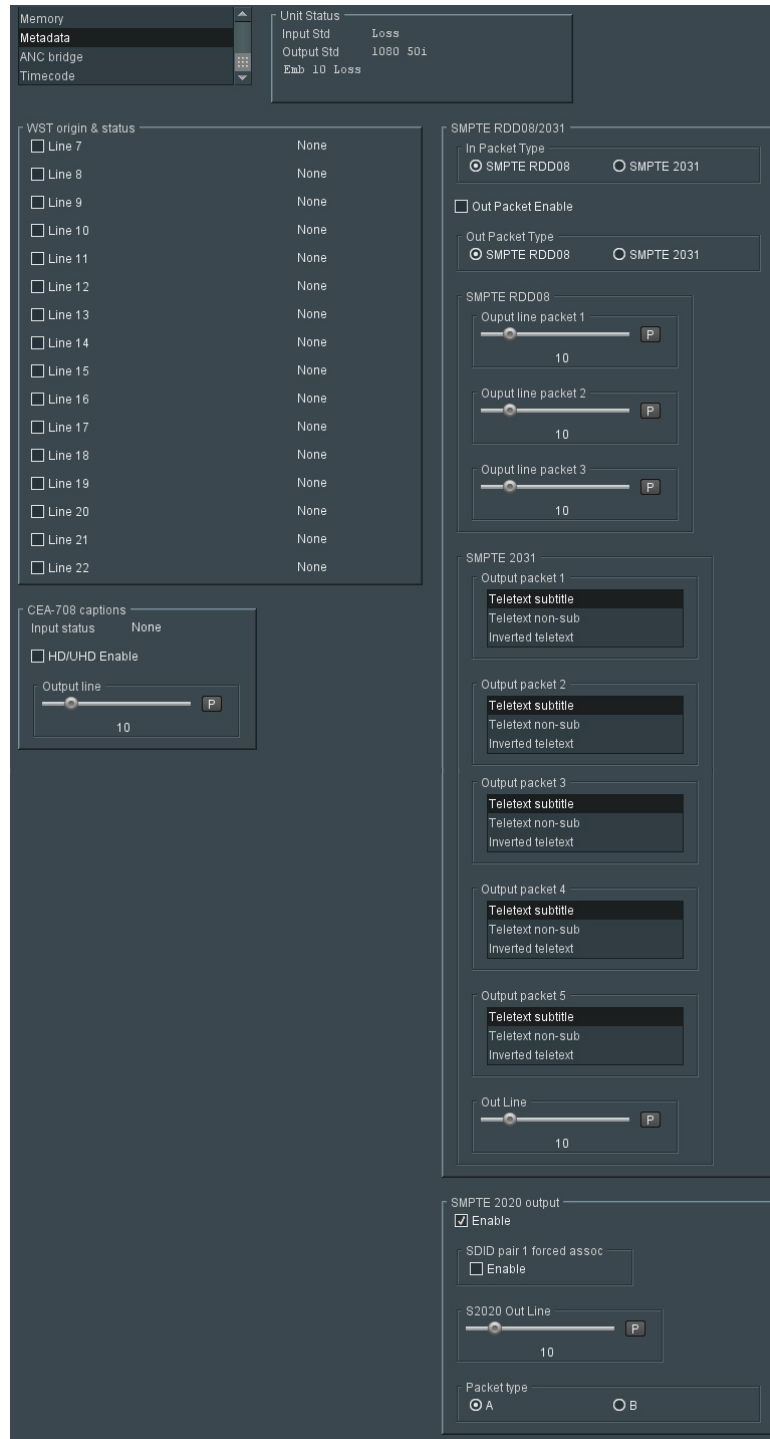 Memory
Metadata
ANC bridge
Timecode
Unit Status
Input Std Loss
Output Std 1080 50i
Emb 10 Loss
WST origin & status
Line 7 None
Line 8 None
Line 9 None
Line 10 None
Line 11 None
Line 12 None
Line 13 None
Line 14 None
Line 15 None
Line 16 None
Line 17 None
Line 18 None
Line 19 None
Line 20 None
Line 21 None
Line 22 None
CEA-708 captions
Input status None
HD/UHD Enable
Output line
P
10
SMPTE RDD08/2031
In Packet Type
SMPTE RDD08 SMPTE 2031
Out Packet Enable
Out Packet Type
SMPTE RDD08 SMPTE 2031
SMPTE RDD08
Ouput line packet 1
P
10
Ouput line packet 2
P
10
Ouput line packet 3
P
10
SMPTE 2031
Output packet 1
Teletext subtitle
Teletext non-sub
Inverted teletext
Output packet 2
Teletext subtitle
Teletext non-sub
Inverted teletext
Output packet 3
Teletext subtitle
Teletext non-sub
Inverted teletext
Output packet 4
Teletext subtitle
Teletext non-sub
Inverted teletext
Output packet 5
Teletext subtitle
Teletext non-sub
Inverted teletext
Out Line
P
10
SMPTE 2020 output
Enable
SDID pair 1 forced assoc
Enable
S2020 Out Line
P
10
Packet type
A B